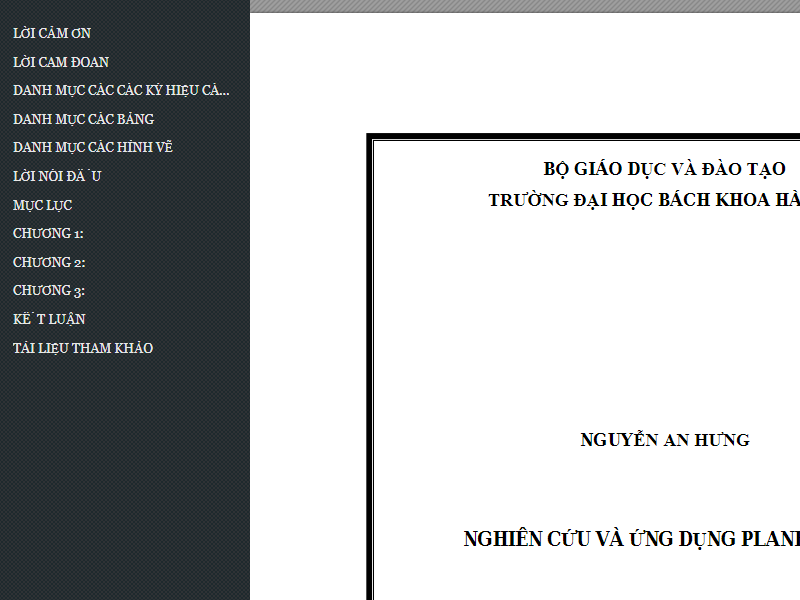 LỜI CẢM ƠN
LỜI CAM ĐOAN
DANH MỤC CÁC CÁC KÝ HIỆU CÁ...
DANH MỤC CÁC BẢNG
DANH MỤC CÁC HÌNH VẼ
LỜI NÓI ĐẦU
MỤC LỤC
CHƯƠNG 1:
CHƯƠNG 2:
CHƯƠNG 3:
KẾT LUẬN
TÀI LIỆU THAM KHẢO
BỘ GIÁO DỤC VÀ ĐÀO TẠO
TRƯỜNG ĐẠI HỌC BÁCH KHOA HÀ
NGUYỄN AN HƯNG
NGHIÊN CỨU VÀ ỨNG DỤNG